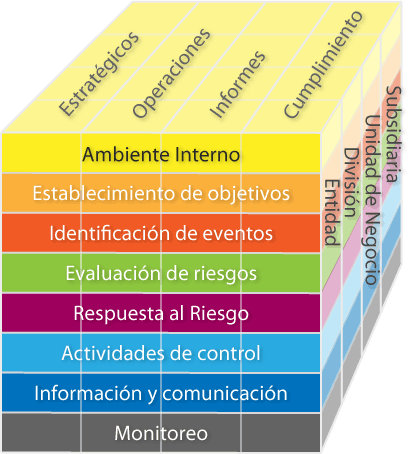 Estratégicos
Operaciones
Informes
Cumplimiento
Ambiente Interno
Establecimiento de objetivos
Identificación de eventos
Evaluación de riesgos
Respuesta al Riesgo
Actividades de control
Información y comunicación
Monitoreo
Entidad
División
Unidad de Negocio
Subsidiaria